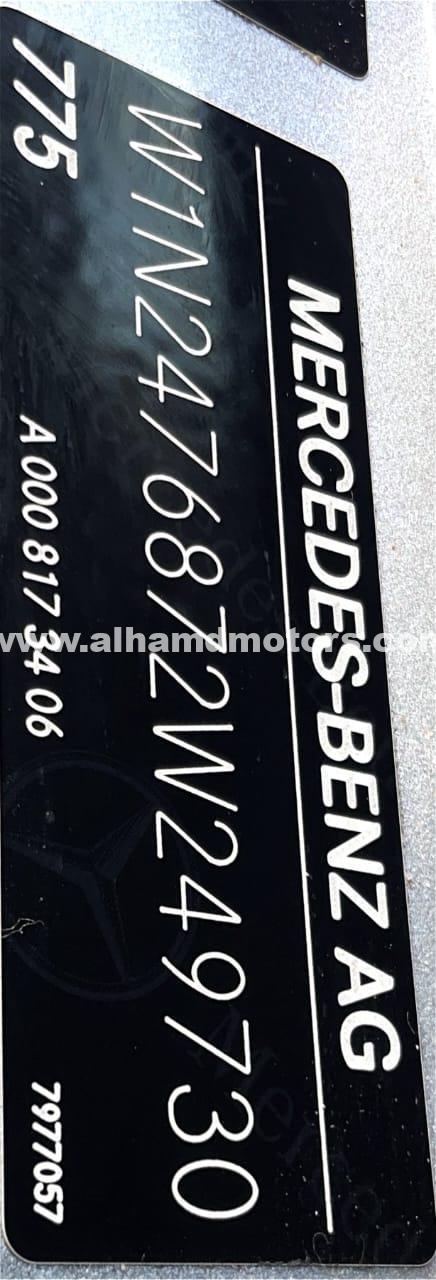 MERCEDES-BENZ AG
W1N2476872W249730
775
A 000 817 34 06
7977057
www.alhamdmotors.com